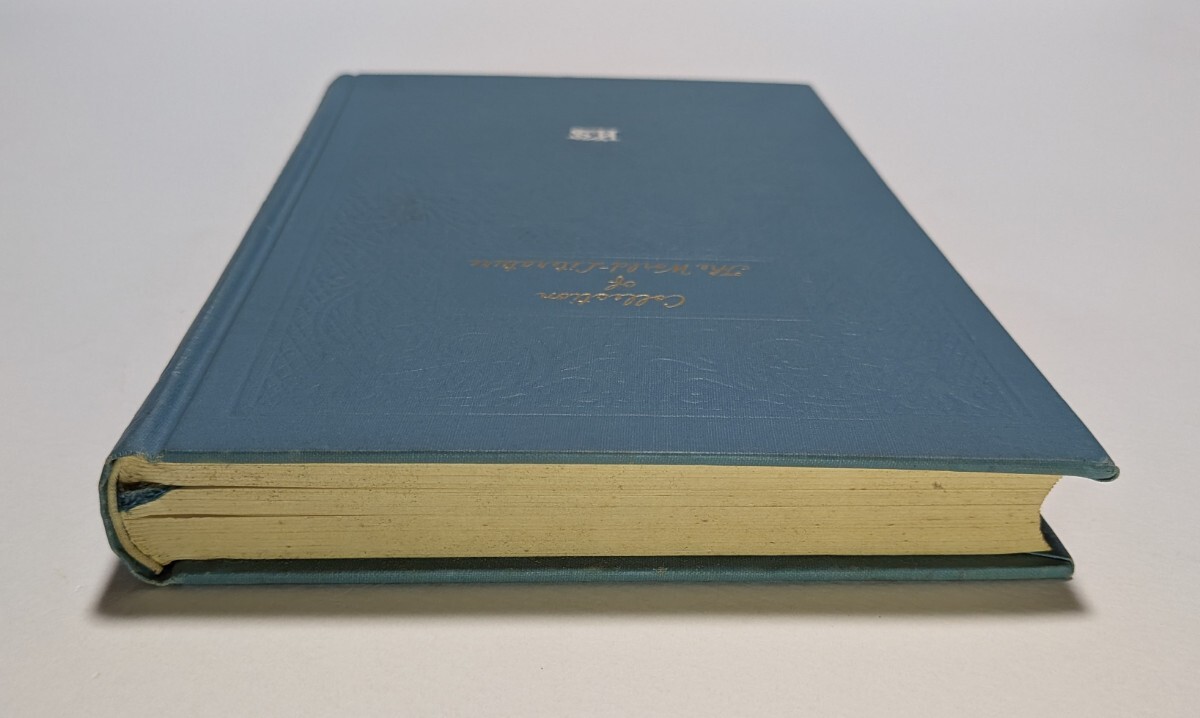 Collection
of
The World-Literature